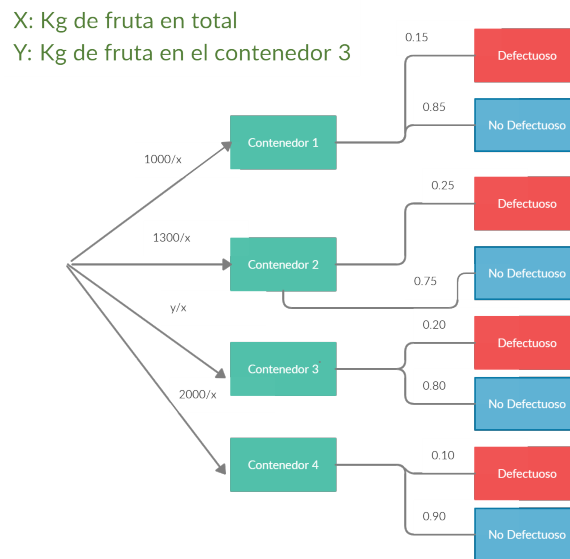 X: Kg de fruta en total
Y: Kg de fruta en el contenedor 3
0.15
Defectuoso
0.85
No Defectuoso
Contenedor 1
1000/x
0.25
Defectuoso
1300/x
Contenedor 2
0.75
No Defectuoso
y/x
0.20
Defectuoso
Contenedor 3
0.80
No Defectuoso
2000/x
0.10
Defectuoso
Contenedor 4
0.90
No Defectuoso